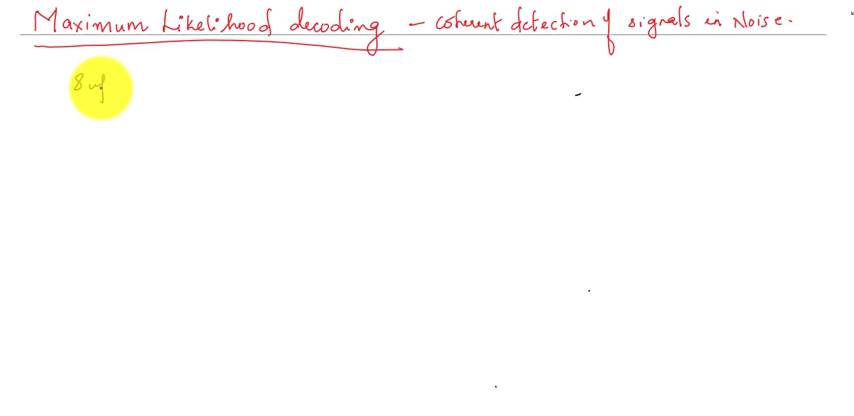 Maximum Likelihood decoding - coherent detection of signals in Noise.